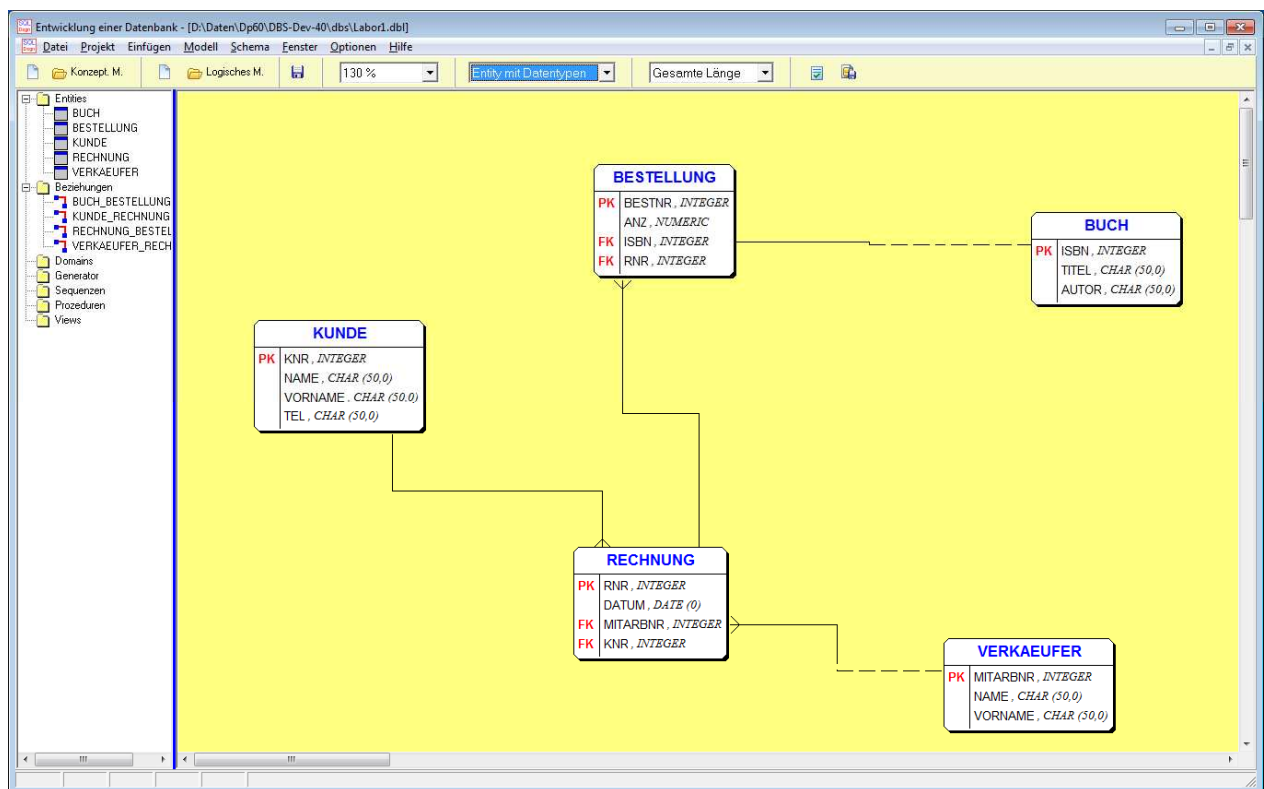 Entwicklung einer Datenbank - [D:\Daten\Dp60\DBS-Dev-40\dbs\Labor1.dbl]
Datei Projekt Einfügen Modell Schema Fenster Optionen Hilfe
Konzept. M. Logisches M. 130 % Entity mit Datentypen Gesamte Länge
Entities
BUCH
BESTELLUNG
KUNDE
RECHNUNG
VERKAEUFER
Beziehungen
BUCH_BESTELLUNG
KUNDE_RECHNUNG
RECHNUNG_BESTEL
VERKAEUFER_RECH
Domains
Generator
Sequenzen
Prozeduren
Views
BESTELLUNG
PK BESTNR , INTEGER
ANZ , NUMERIC
FK ISBN , INTEGER
FK RNR , INTEGER
BUCH
PK ISBN , INTEGER
TITEL , CHAR (50,0)
AUTOR , CHAR (50,0)
KUNDE
PK KNR , INTEGER
NAME , CHAR (50,0)
VORNAME , CHAR (50,0)
TEL , CHAR (50,0)
RECHNUNG
PK RNR , INTEGER
DATUM , DATE (0)
FK MITARBNR , INTEGER
FK KNR , INTEGER
VERKAEUFER
PK MITARBNR , INTEGER
NAME , CHAR (50,0)
VORNAME , CHAR (50,0)